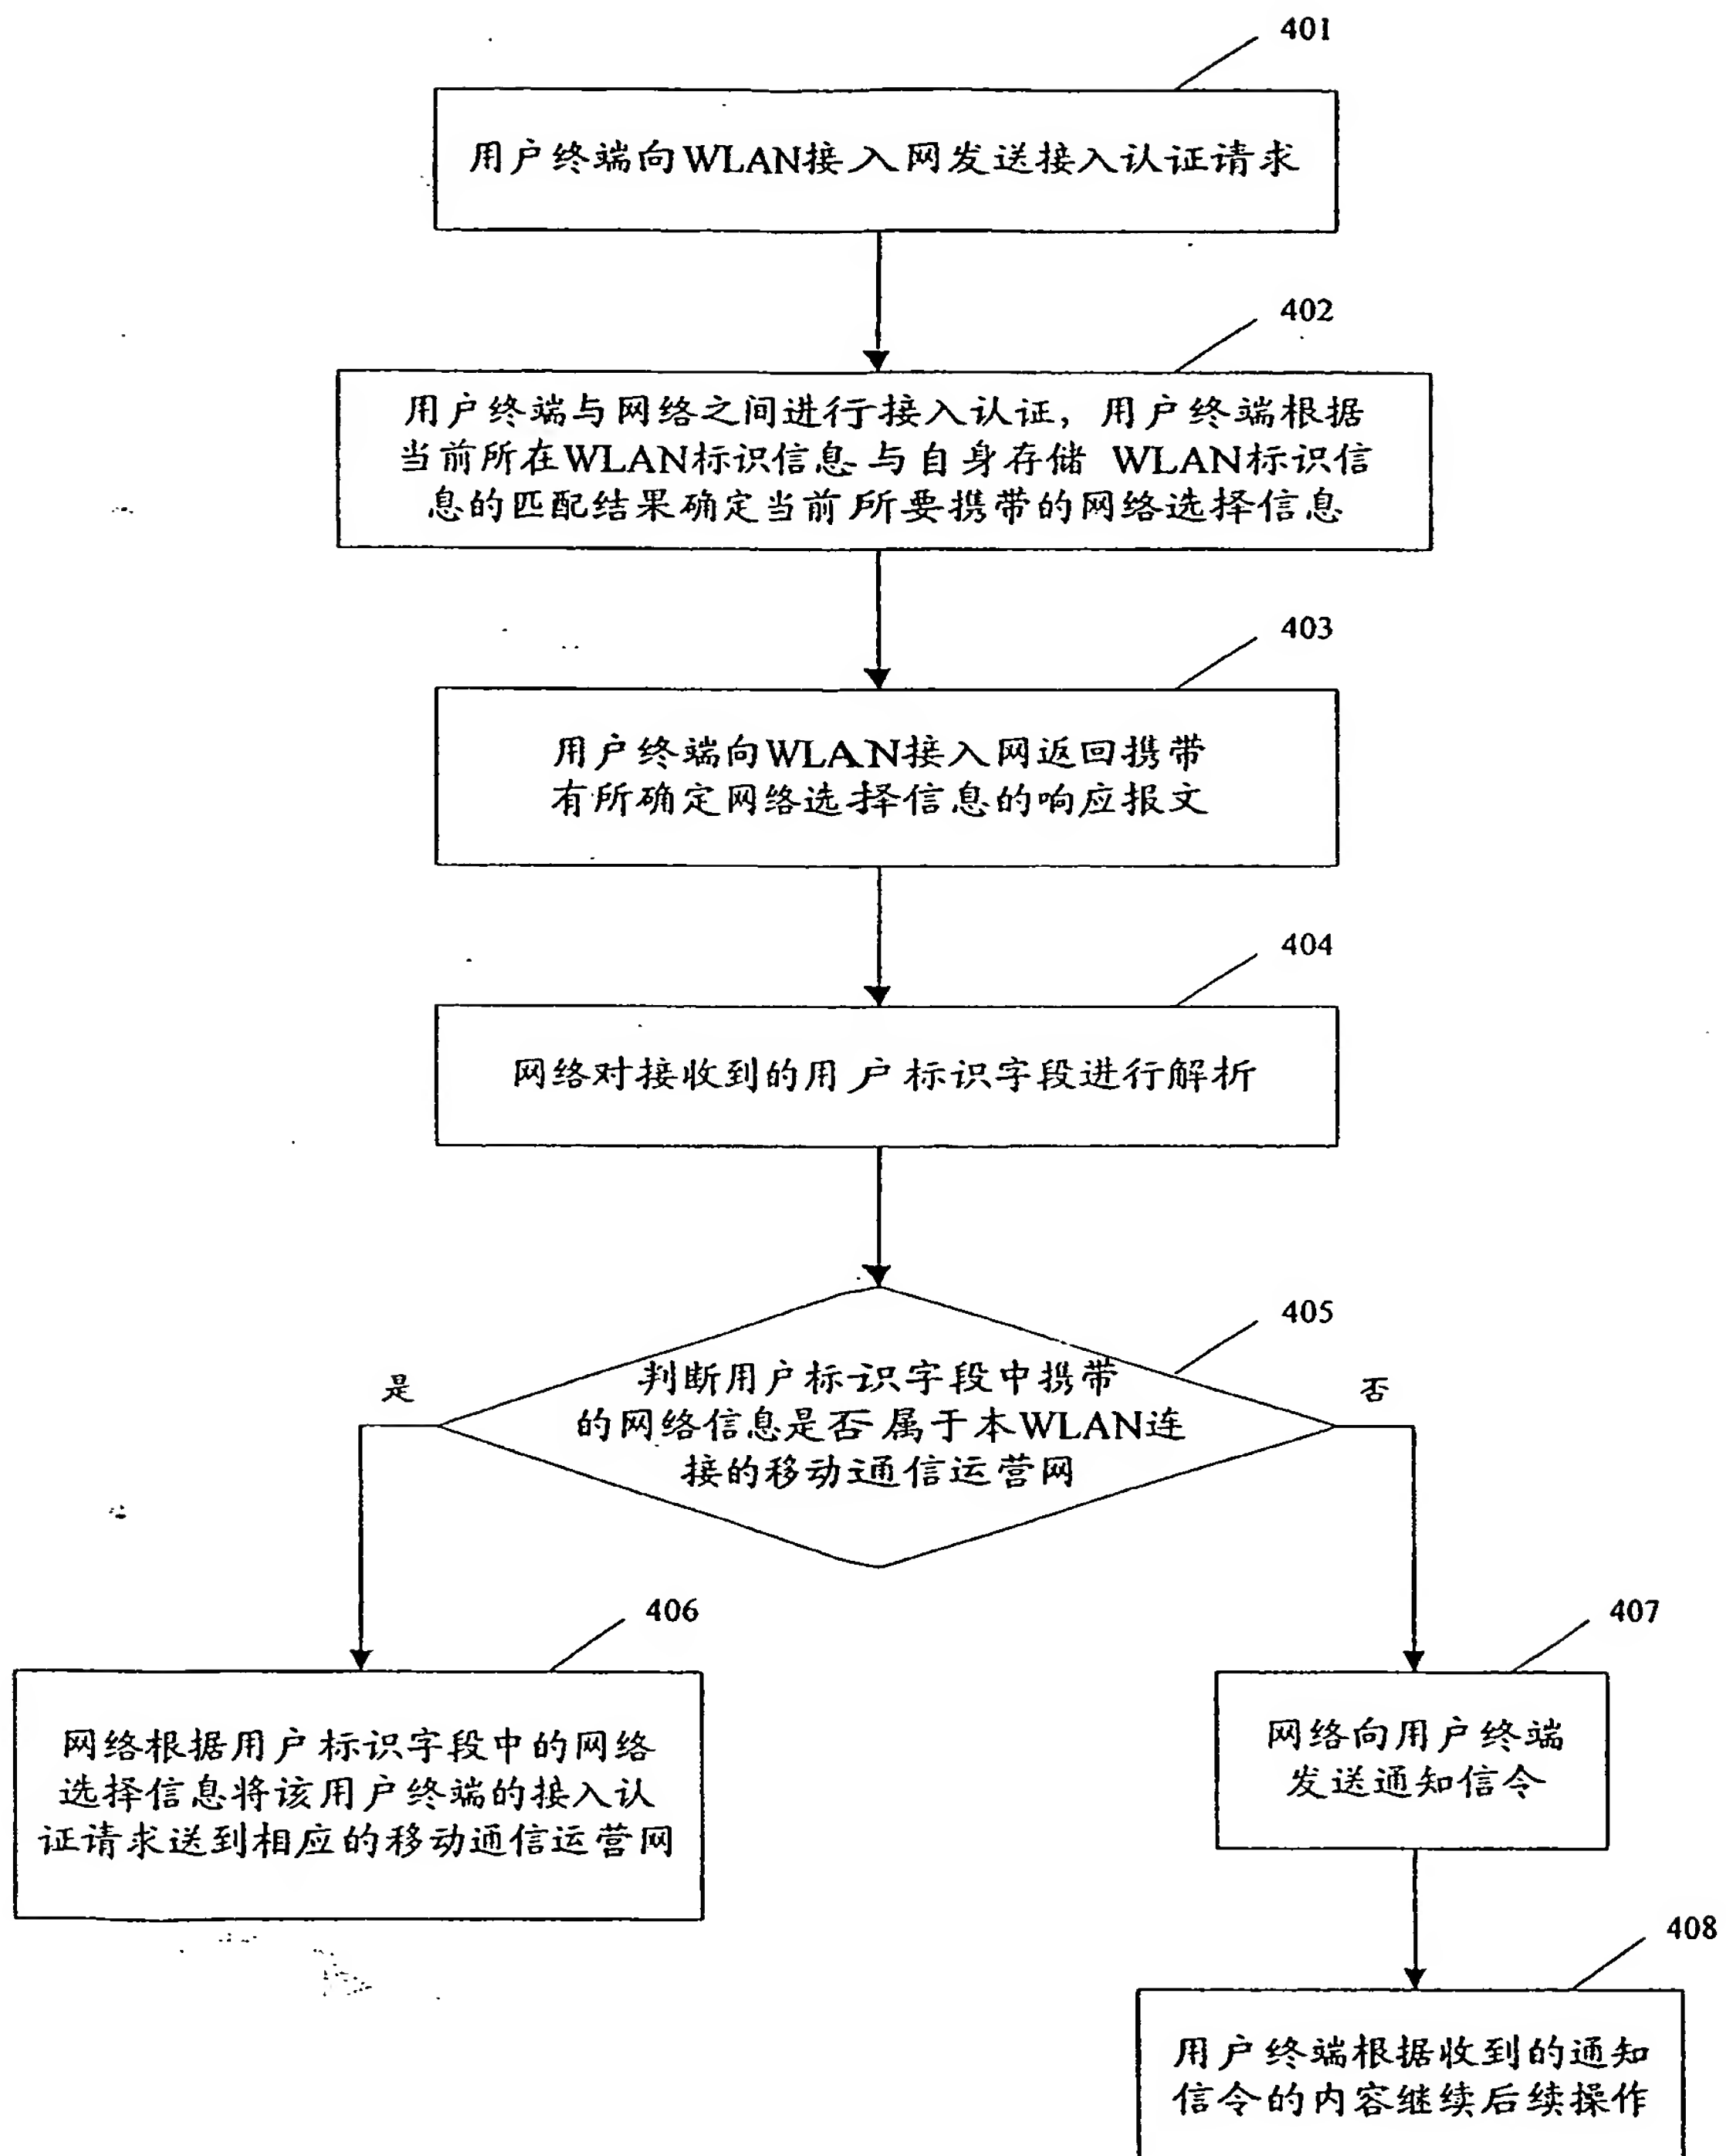 401
用户终端向WLAN接入网发送接入认证请求
402
用户终端与网络之间进行接入认证，用户终端根据
当前所在WLAN标识信息与自身存储 WLAN标识信
息的匹配结果确定当前所要携带的网络选择信息
403
用户终端向WLAN接入网返回携带
有所确定网络选择信息的响应报文
404
网络对接收到的用户标识字段进行解析
405
判断用户标识字段中携带
的网络信息是否属于本WLAN连
接的移动通信运营网
是
否
406
网络根据用户标识字段中的网络
选择信息将该用户终端的接入认
证请求送到相应的移动通信运营网
407
网络向用户终端
发送通知信令
408
用户终端根据收到的通知
信令的内容继续后续操作